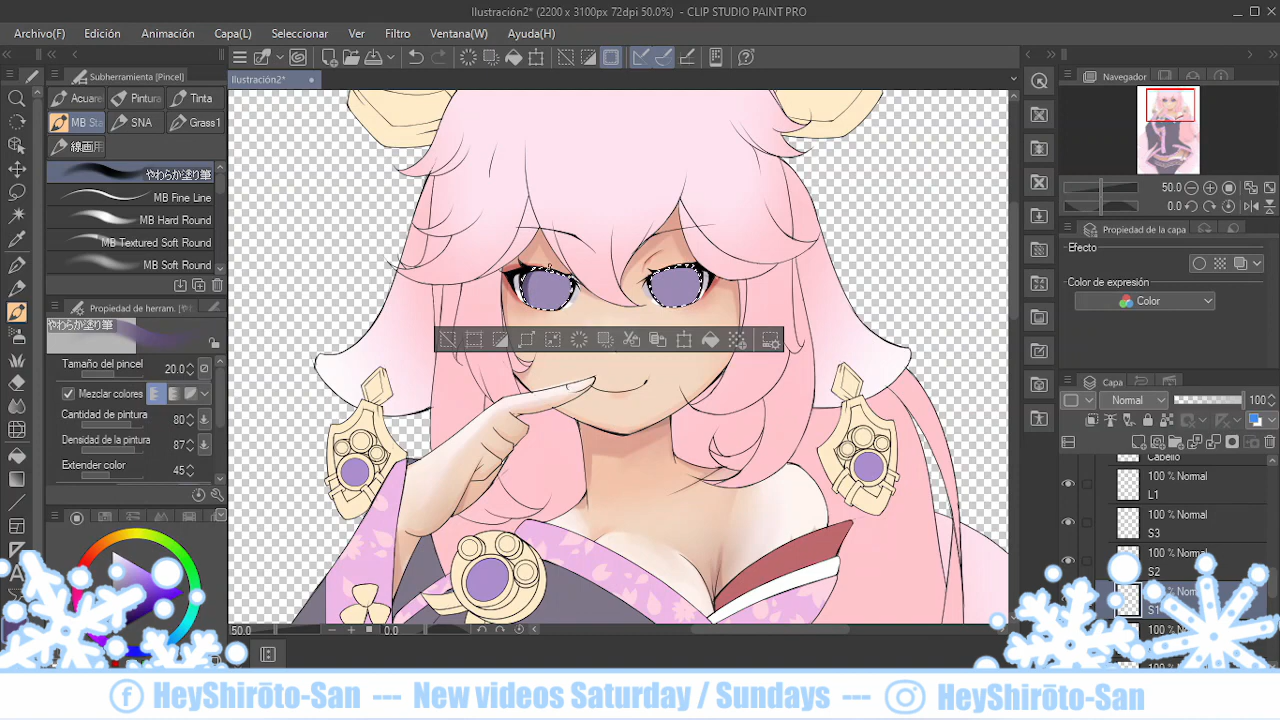 Ilustración2* (2200 x 3100px 72dpi 50.0%) - CLIP STUDIO PAINT PRO
Archivo(F) Edición Animación Capa(L) Seleccionar Ver Filtro Ventana(W) Ayuda(H)
Subherramienta [Pincel]
Ilustración2*
Navegador
Acuare Pintura Tinta
MB Sta SNA Grass1
線画用
やわらか塗り筆
MB Fine Line
MB Hard Round
MB Textured Soft Round
MB Soft Round
50.0
0.0
Propiedad de la capa
Efecto
Color de expresión
Color
Propiedad de herram.
やわらか塗り筆
Tamaño del pincel 20.0
Mezclar colores
Cantidad de pintura 80
Densidad de la pintura 87
Extender color 45
Capa
Normal 100
Cabello
100 % Normal
L1
100 % Normal
S3
100 % Normal
S2
50.0 0.0
HeyShirōto-San --- New videos Saturday / Sundays --- HeyShirōto-San